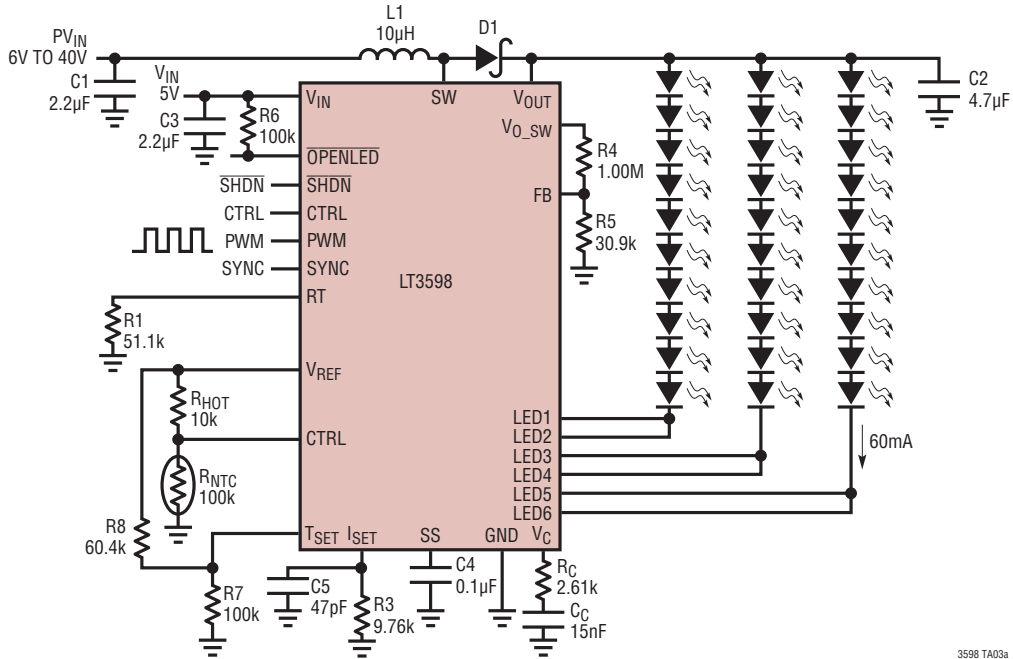 L1
10µH
D1
PVIN
6V TO 40V
C1
2.2µF
VIN
5V
C3
2.2µF
R6
100k
VIN
SW
VOUT
C2
4.7µF
VO_SW
R4
1.00M
OPENLED
SHDN
SHDN
FB
CTRL
CTRL
R5
30.9k
PWM
PWM
SYNC
SYNC
LT3598
RT
R1
51.1k
VREF
RHOT
10k
CTRL
RNTC
100k
LED1
LED2
LED3
LED4
LED5
LED6
60mA
R8
60.4k
TSET
ISET
SS
GND
VC
R7
100k
C5
47pF
R3
9.76k
C4
0.1µF
RC
2.61k
CC
15nF
3598 TA03a